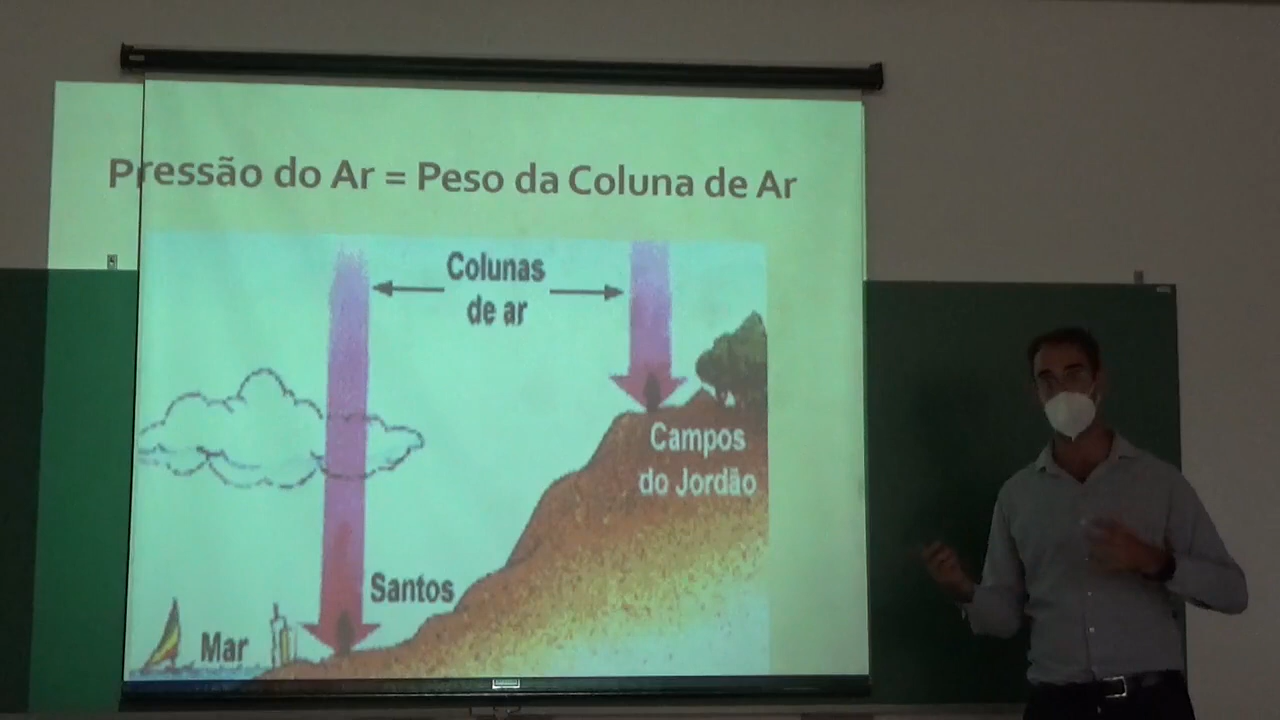 Pressão do Ar = Peso da Coluna de Ar
Colunas
de ar
Campos
do Jordão
Santos
Mar